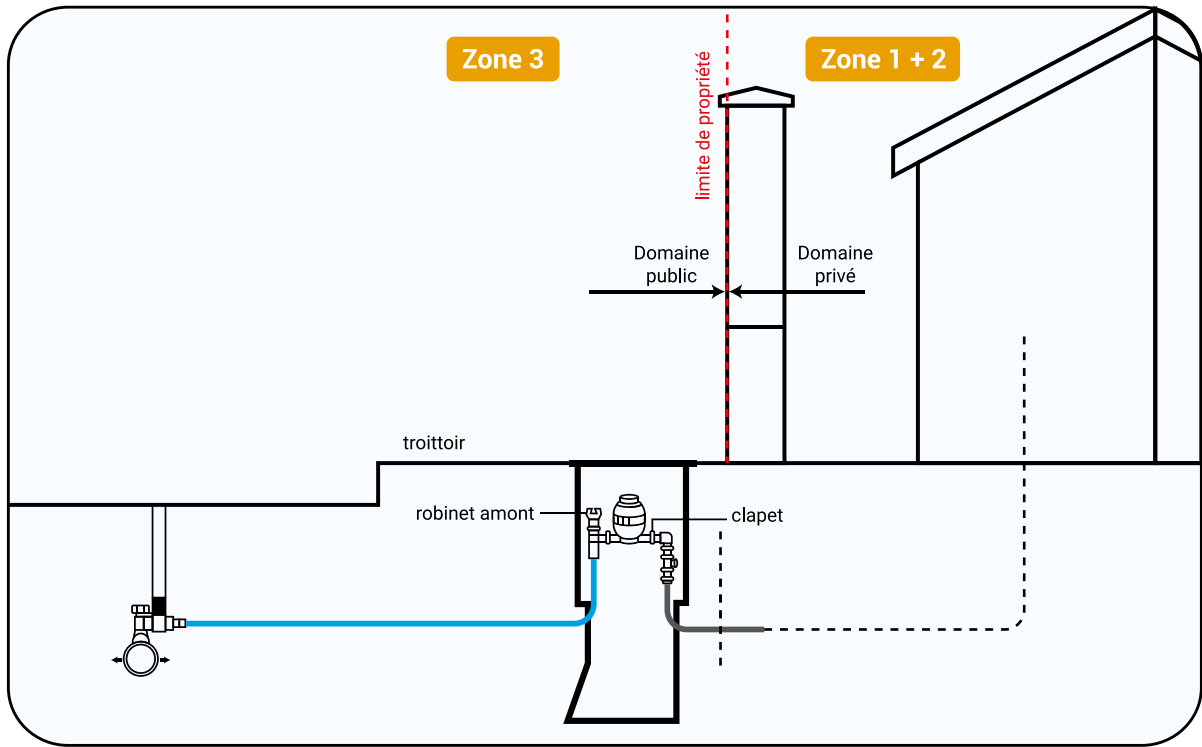 Zone 3
Zone 1 + 2
limite de propriété
Domaine
public
Domaine
privé
troittoir
robinet amont
clapet